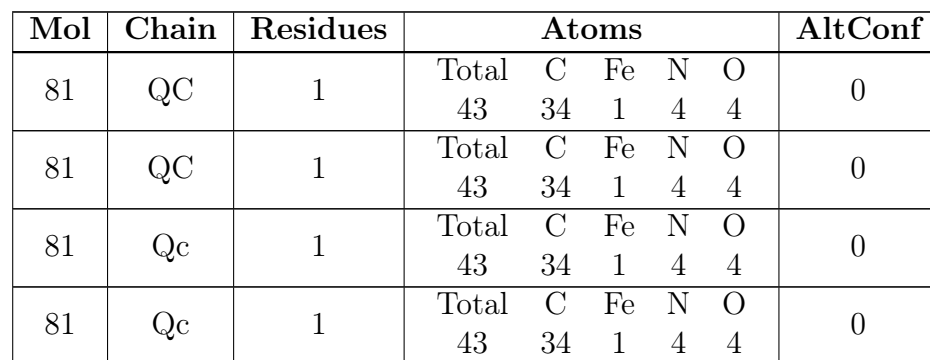 Mol Chain Residues Atoms AltConf
81 QC 1 Total C Fe N O 0
43 34 1 4 4
81 QC 1 Total C Fe N O 0
43 34 1 4 4
81 Qc 1 Total C Fe N O 0
43 34 1 4 4
81 Qc 1 Total C Fe N O 0
43 34 1 4 4